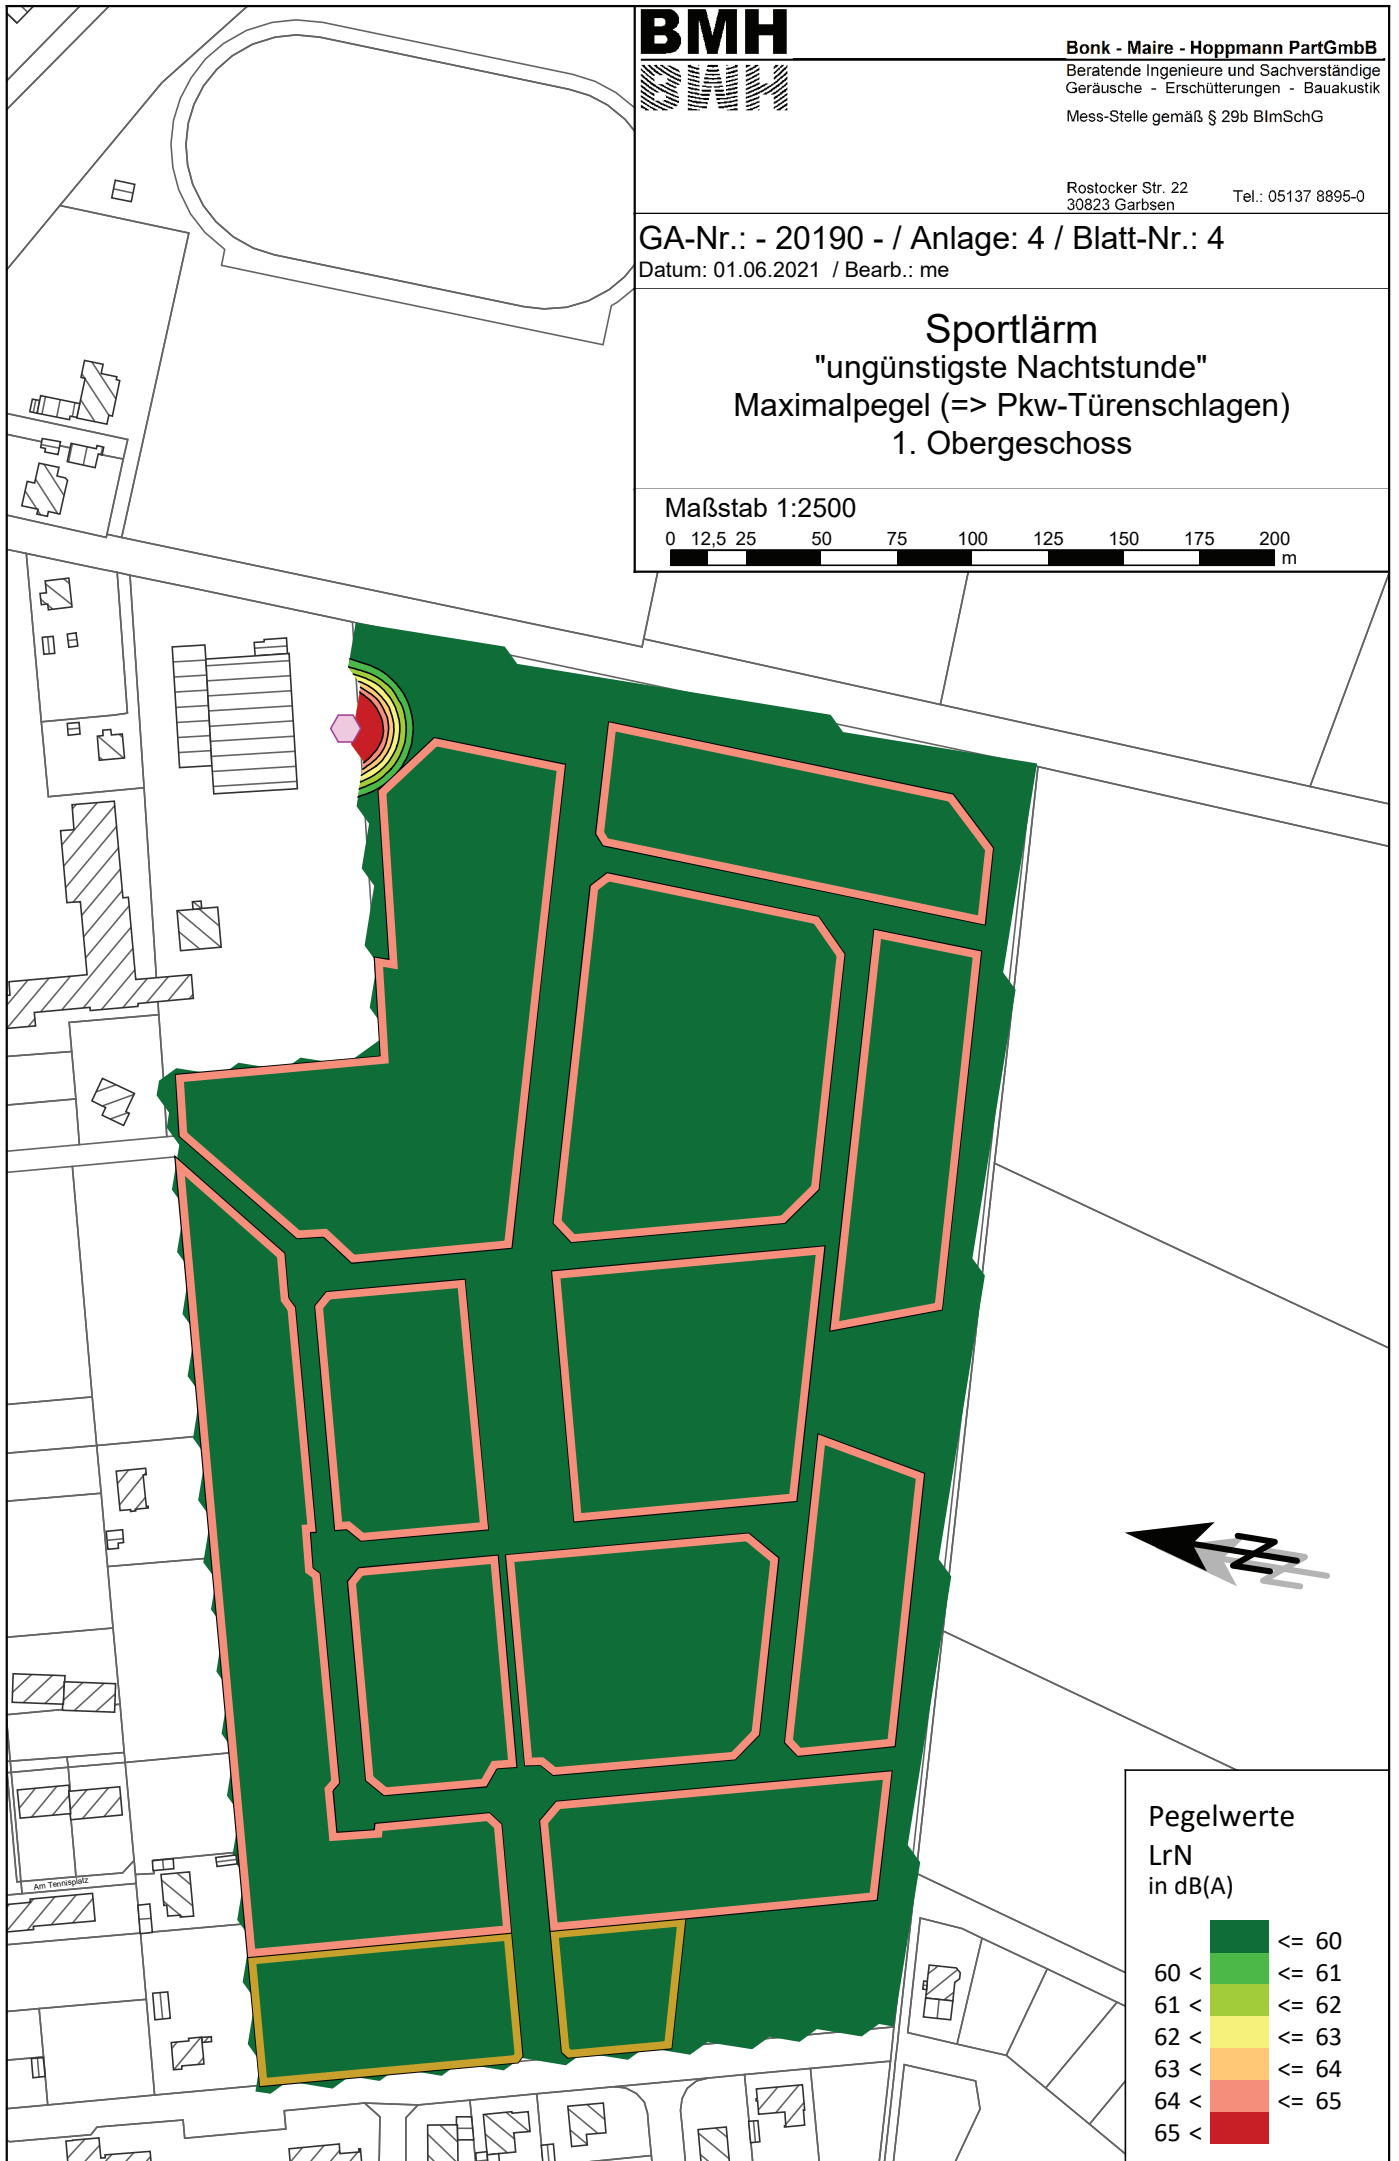 BMH
BMH
Bonk - Maire - Hoppmann PartGmbB
Beratende Ingenieure und Sachverständige
Geräusche - Erschütterungen - Bauakustik
Mess-Stelle gemäß § 29b BImSchG
Rostocker Str. 22 Tel.: 05137 8895-0
30823 Garbsen
GA-Nr.: - 20190 - / Anlage: 4 / Blatt-Nr.: 4
Datum: 01.06.2021 / Bearb.: me
Sportlärm
"ungünstigste Nachtstunde"
Maximalpegel (=> Pkw-Türenschlagen)
1. Obergeschoss
Maßstab 1:2500
0 12,5 25 50 75 100 125 150 175 200
m
Am Tennisplatz
Pegelwerte
LrN
in dB(A)
<= 60
60 < <= 61
61 < <= 62
62 < <= 63
63 < <= 64
64 < <= 65
65 <